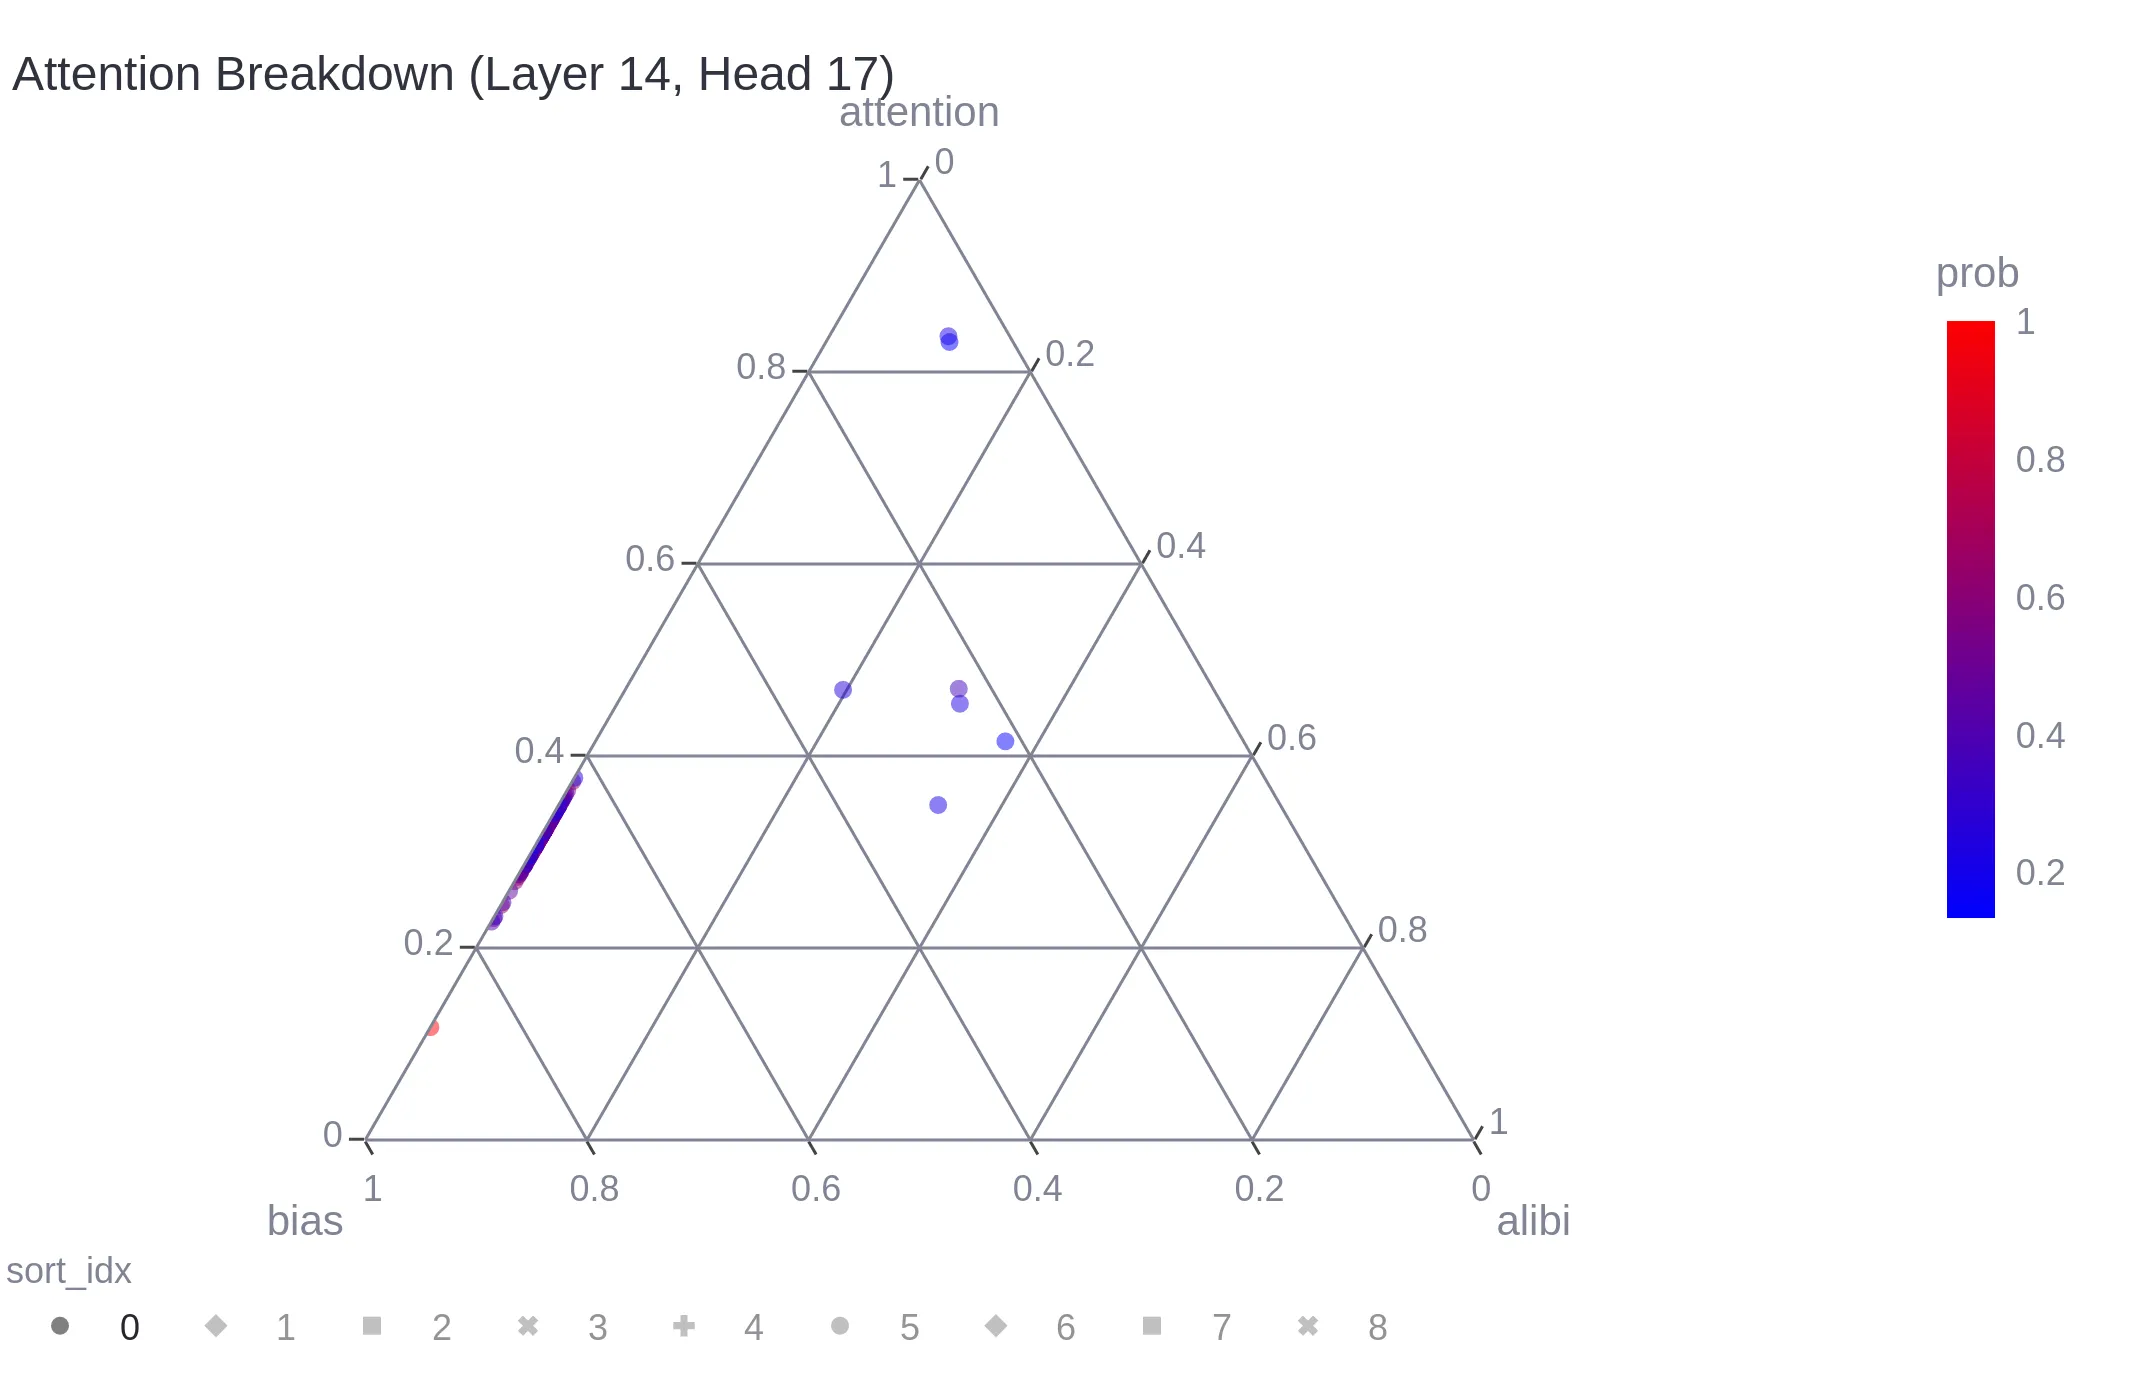 Attention Breakdown (Layer 14, Head 17)
attention
1 0
0.8 0.2
0.6 0.4
0.4 0.6
0.2 0.8
0 1
1 0.8 0.6 0.4 0.2 0
bias alibi
prob
1
0.8
0.6
0.4
0.2
sort_idx
0 1 2 3 4 5 6 7 8